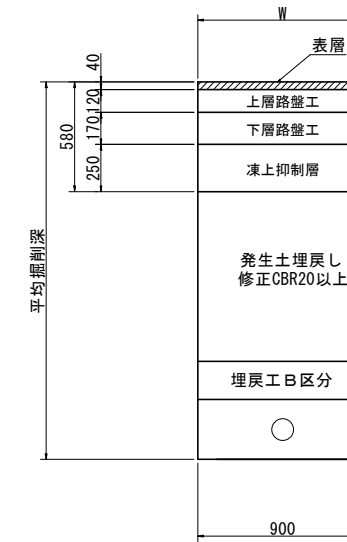 W
表層
40
120
上層路盤工
170
下層路盤工
580
250
凍上抑制層
平均掘削深
発生土埋戻し
修正CBR20以上
埋戻工B区分
900